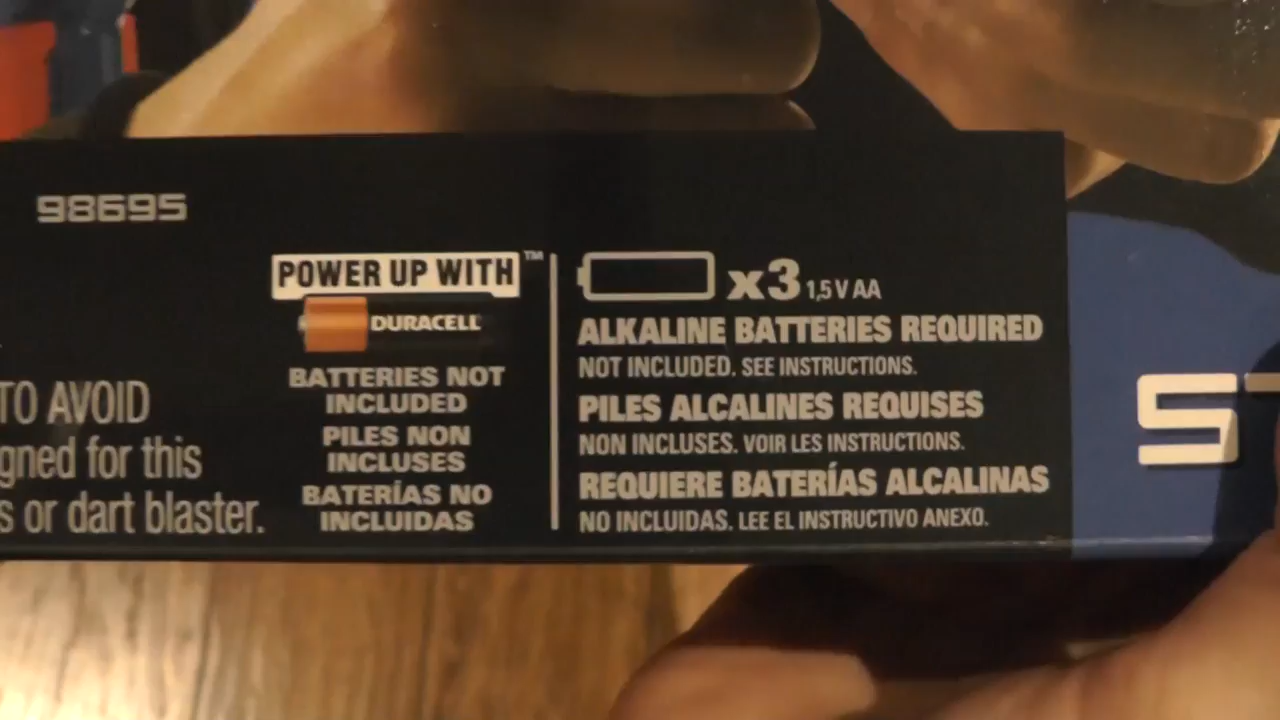 98695
POWER UP WITH™
DURACELL
BATTERIES NOT
INCLUDED
PILES NON
INCLUSES
BATERÍAS NO
INCLUIDAS
x3 1,5 V AA
ALKALINE BATTERIES REQUIRED
NOT INCLUDED. SEE INSTRUCTIONS.
PILES ALCALINES REQUISES
NON INCLUSES. VOIR LES INSTRUCTIONS.
REQUIERE BATERÍAS ALCALINAS
NO INCLUIDAS. LEE EL INSTRUCTIVO ANEXO.
TO AVOID
for this
or dart blaster.